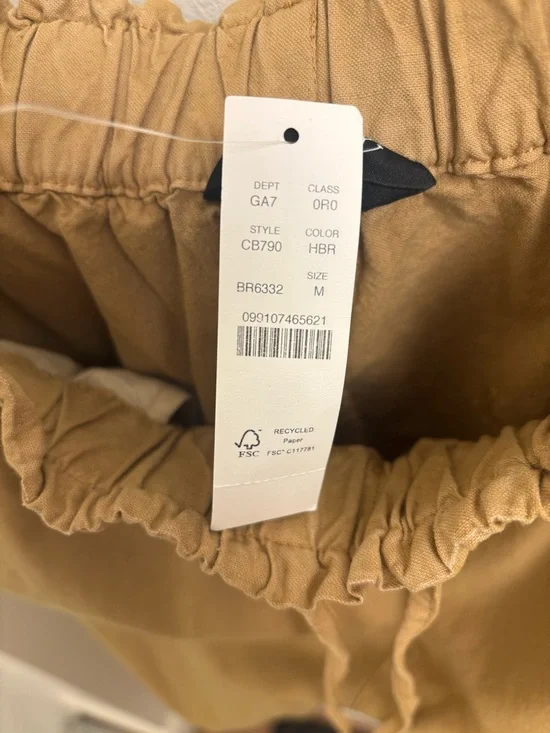 DEPT CLASS
GA7 0R0
STYLE COLOR
CB790 HBR
SIZE
BR6332 M
099107465621
RECYCLED
Paper
FSC FSC® C117781